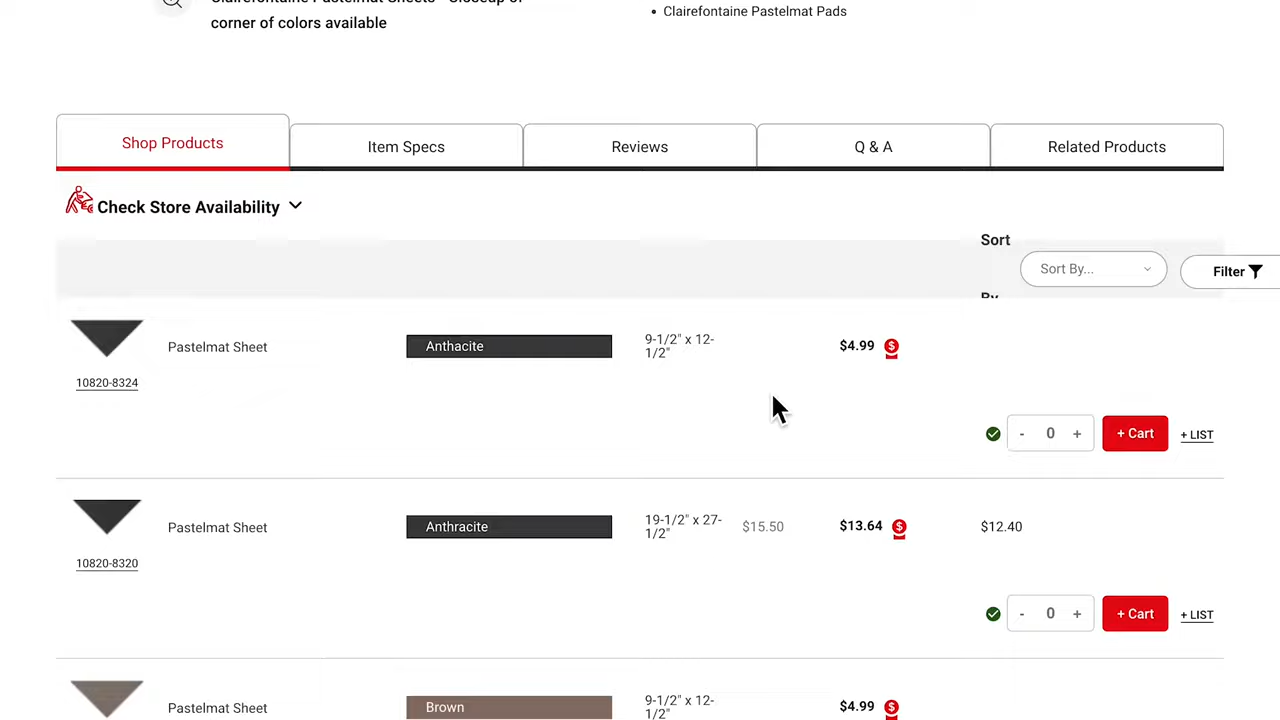 corner of colors available
Clairefontaine Pastelmat Pads
Shop Products
Item Specs
Reviews
Q & A
Related Products
Check Store Availability
Sort
Sort By...
Filter
By
Pastelmat Sheet
Anthacite
9-1/2" x 12-
1/2"
$4.99
10820-8324
- 0 +
+ Cart
+ LIST
Pastelmat Sheet
Anthracite
19-1/2" x 27-
1/2"
$15.50
$13.64
$12.40
10820-8320
- 0 +
+ Cart
+ LIST
Pastelmat Sheet
Brown
9-1/2" x 12-
1/2"
$4.99